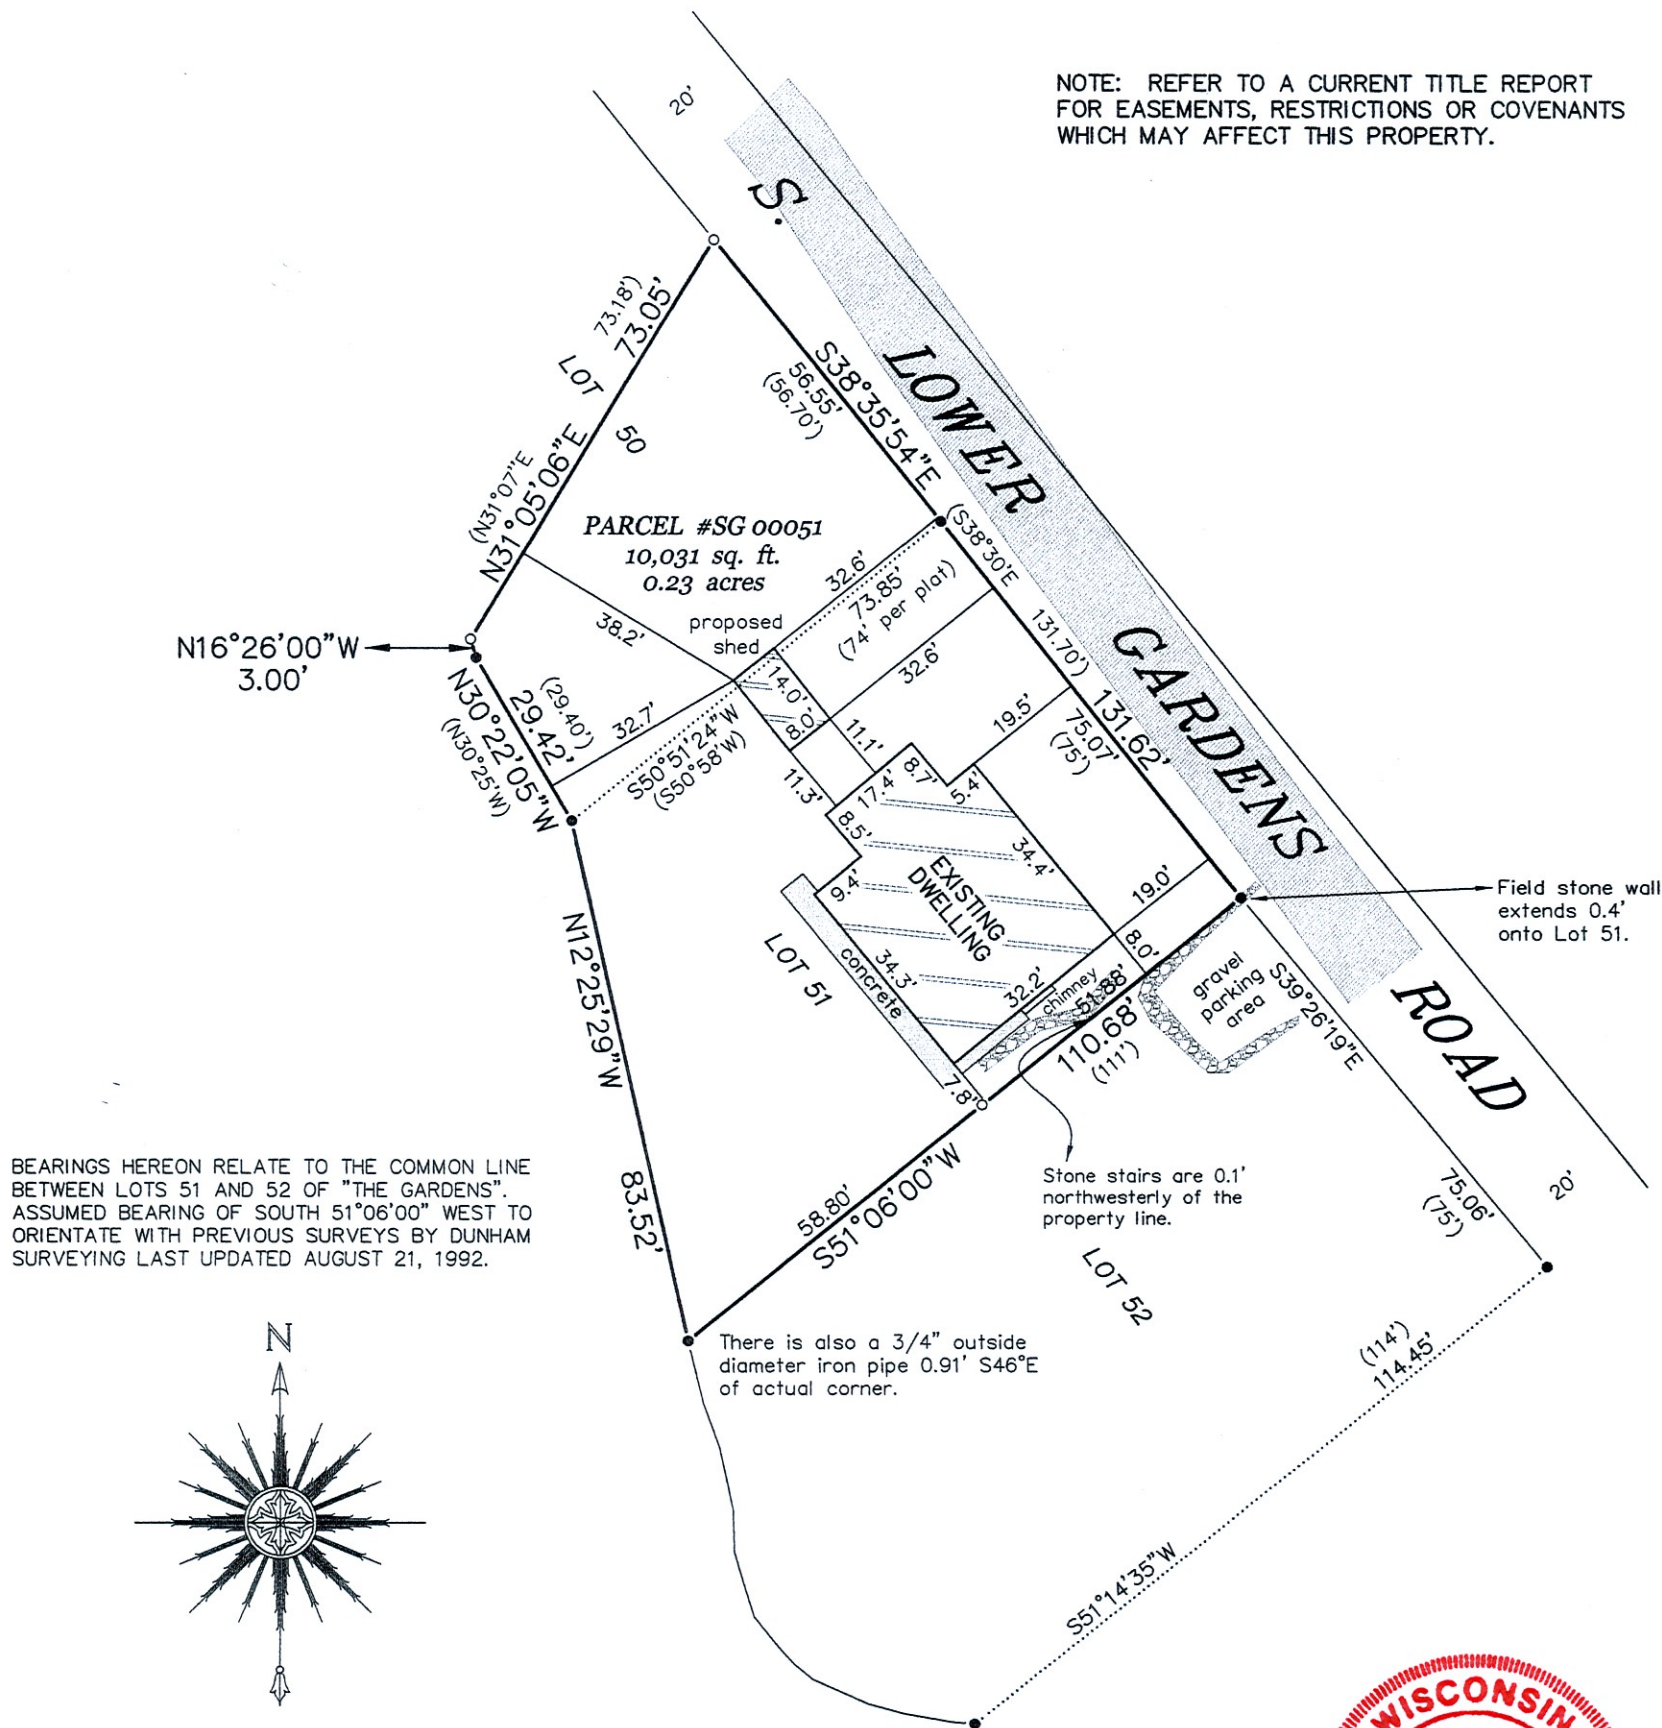 NOTE: REFER TO A CURRENT TITLE REPORT
FOR EASEMENTS, RESTRICTIONS OR COVENANTS
WHICH MAY AFFECT THIS PROPERTY.
20'
S. LOWER GARDENS ROAD
73.18')
73.05'
LOT 50
(N31°07"E
N31°05'06"E
S38°35'54"E
56.55'
(56.70')
(S38°30'E
131.70')
131.62'
75.07'
(75')
PARCEL #SG 00051
10,031 sq. ft.
0.23 acres
N16°26'00"W
3.00'
38.2'
proposed
shed
32.6'
73.85'
(74' per plat)
32.6'
14.0'
8.0'
11.1'
19.5'
N30°22'05"W
29.42'
(29.40')
(N30°25'W)
32.7'
S50°51'24"W
(S50°58'W)
11.3'
17.4'
8.7'
5.4'
8.5'
34.4'
9.4'
EXISTING
DWELLING
19.0'
8.0'
Field stone wall
extends 0.4'
onto Lot 51.
LOT 51
concrete
34.3'
32.2'
chimney
51.88'
110.68'
(111')
gravel
parking
area
S39°26'19"E
7.8'
N12°25'29"W
83.52'
58.80'
S51°06'00"W
Stone stairs are 0.1'
northwesterly of the
property line.
75.06'
(75')
20'
LOT 52
BEARINGS HEREON RELATE TO THE COMMON LINE
BETWEEN LOTS 51 AND 52 OF "THE GARDENS".
ASSUMED BEARING OF SOUTH 51°06'00" WEST TO
ORIENTATE WITH PREVIOUS SURVEYS BY DUNHAM
SURVEYING LAST UPDATED AUGUST 21, 1992.
There is also a 3/4" outside
diameter iron pipe 0.91' S46°E
of actual corner.
(114')
114.45'
N
S51°14'35"W
WISCONSIN